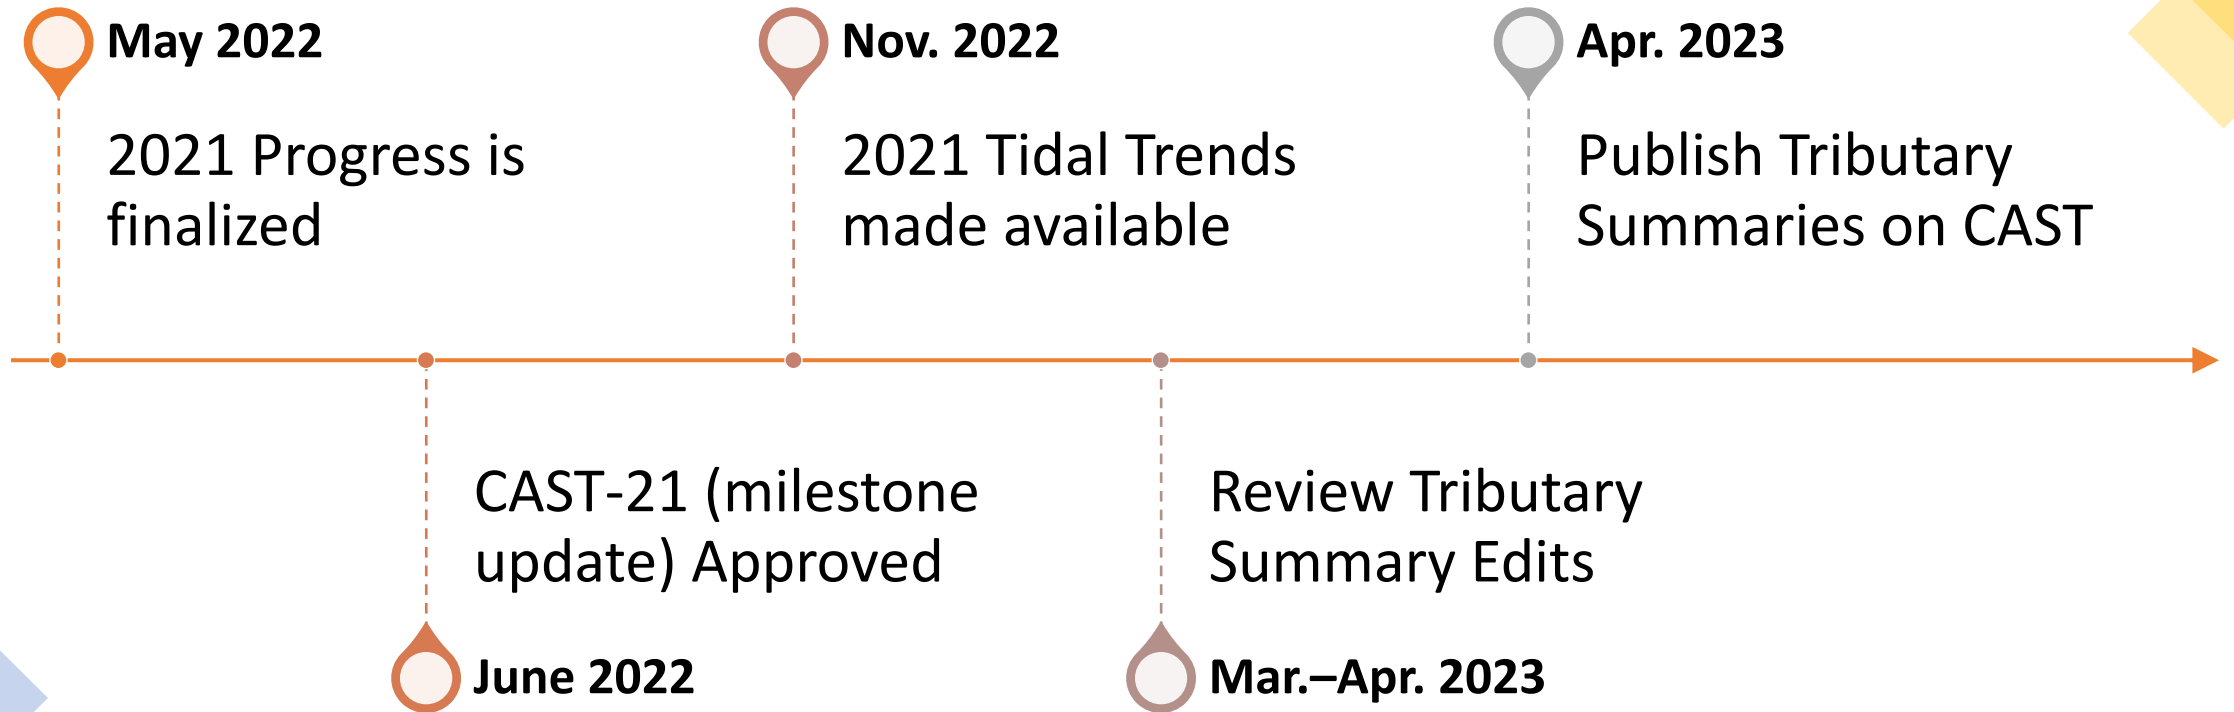 May 2022
2021 Progress is
finalized
Nov. 2022
2021 Tidal Trends
made available
Apr. 2023
Publish Tributary
Summaries on CAST
CAST-21 (milestone
update) Approved
June 2022
Review Tributary
Summary Edits
Mar.–Apr. 2023